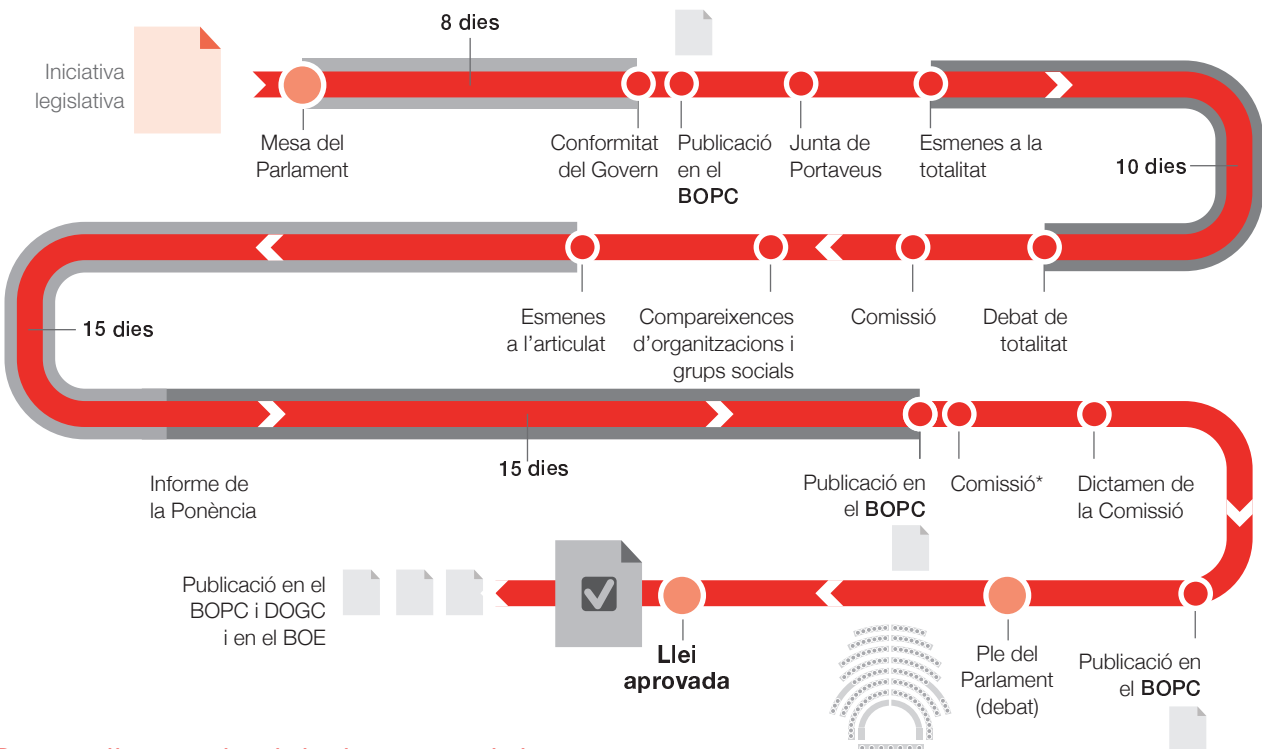 8 dies
Iniciativa
legislativa
Mesa del
Parlament
Conformitat
del Govern
Publicació
en el
BOPC
Junta de
Portaveus
Esmenes a la
totalitat
10 dies
Debat de
totalitat
Comissió
Compareixences
d'organitzacions i
grups socials
Esmenes
a l'articulat
15 dies
Informe de
la Ponència
15 dies
Publicació en
el BOPC
Comissió*
Dictamen de
la Comissió
Publicació en
el BOPC
Ple del
Parlament
(debat)
Llei
aprovada
Publicació en el
BOPC i DOGC
i en el BOE